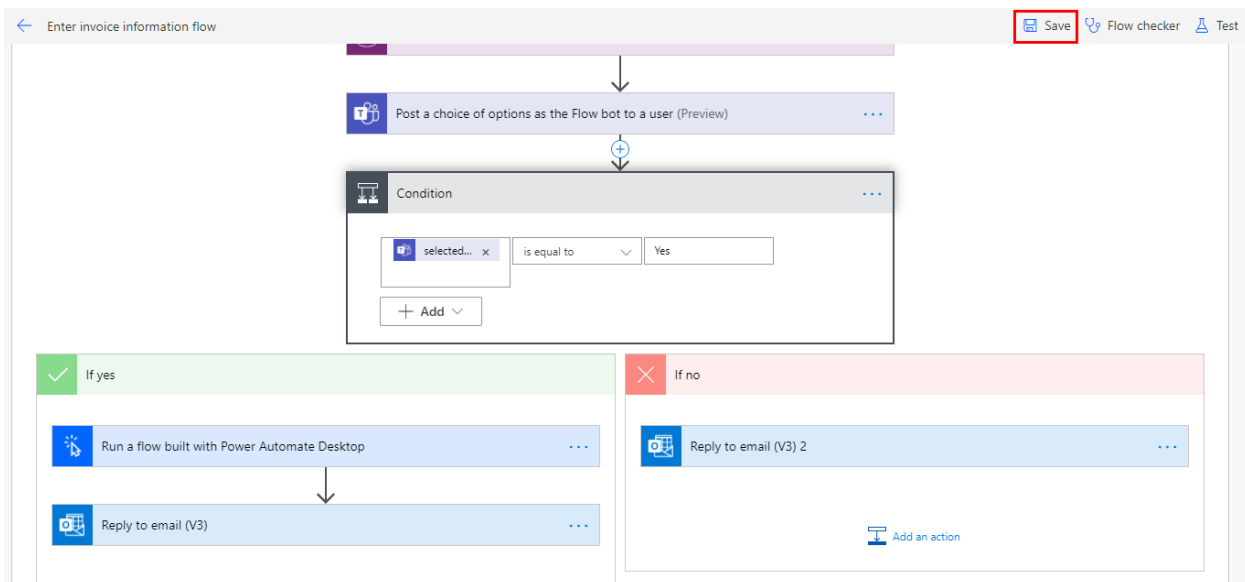 Enter invoice information flow
Save
Flow checker
Test
Post a choice of options as the Flow bot to a user (Preview)
Condition
selected... x
is equal to
Yes
Add
If yes
If no
Run a flow built with Power Automate Desktop
Reply to email (V3) 2
Reply to email (V3)
Add an action